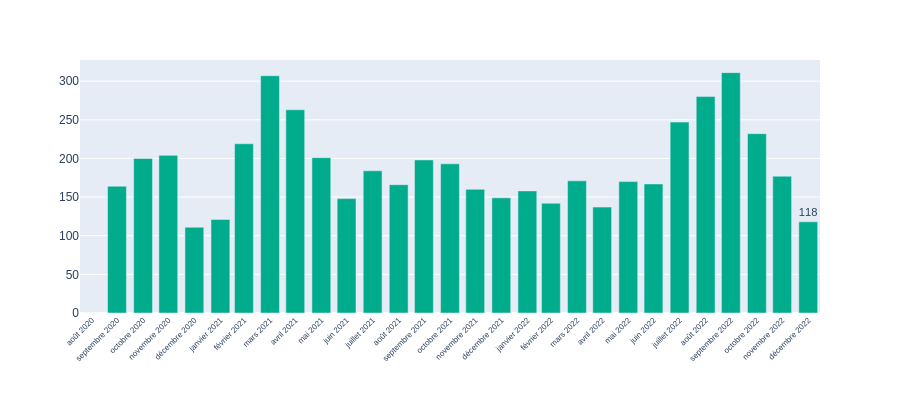 300
250
200
150
100
50
0
118
août 2020
septembre 2020
octobre 2020
novembre 2020
décembre 2020
janvier 2021
février 2021
mars 2021
avril 2021
mai 2021
juin 2021
juillet 2021
août 2021
septembre 2021
octobre 2021
novembre 2021
décembre 2021
janvier 2022
février 2022
mars 2022
avril 2022
mai 2022
juin 2022
juillet 2022
août 2022
septembre 2022
octobre 2022
novembre 2022
décembre 2022